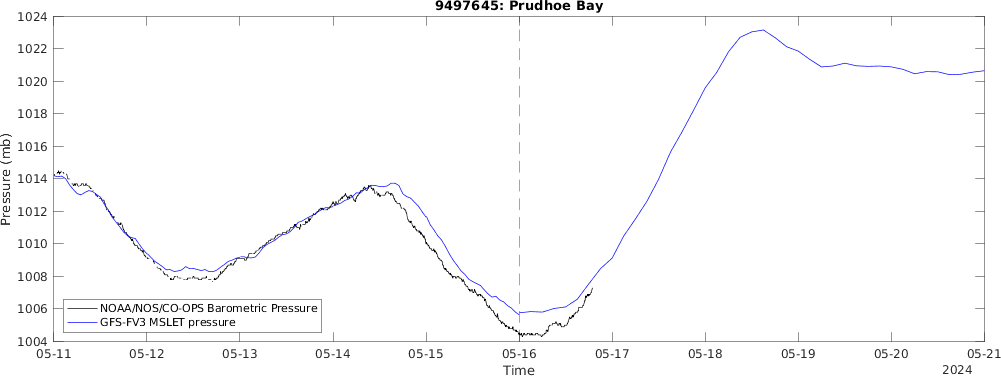 9497645: Prudhoe Bay
1024
1022
1020
1018
1016
1014
1012
1010
1008
1006
1004
Pressure (mb)
NOAA/NOS/CO-OPS Barometric Pressure
GFS-FV3 MSLET pressure
05-11 05-12 05-13 05-14 05-15 05-16 05-17 05-18 05-19 05-20 05-21
Time
2024